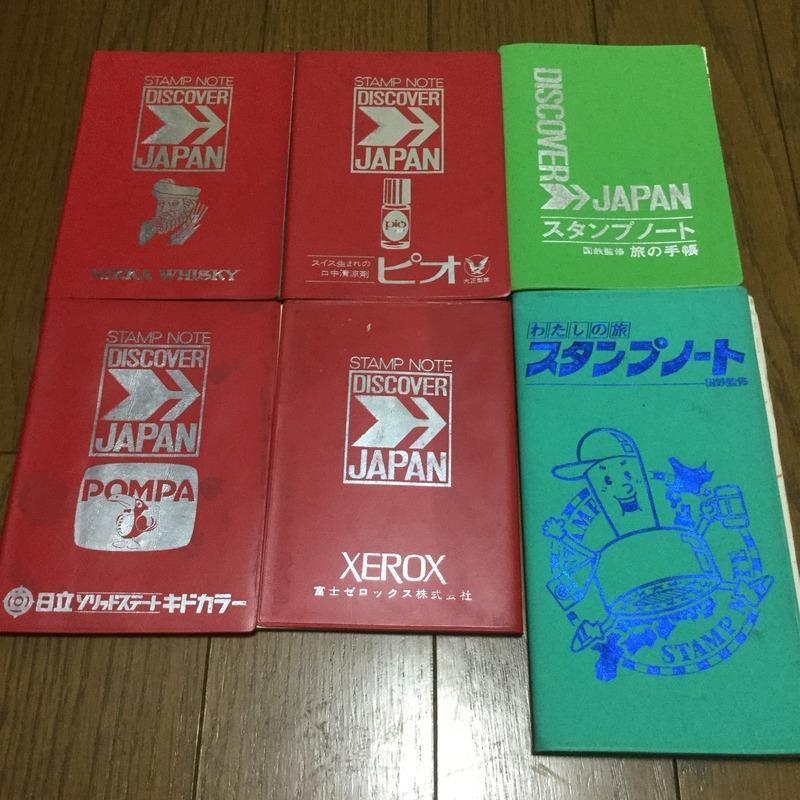 STAMP NOTE
DISCOVER
JAPAN
NIKKA WHISKY
STAMP NOTE
DISCOVER
JAPAN
pio
スイス生まれの
口中清涼剤
ピオ
大正製薬
DISCOVER
JAPAN
スタンプノート
国鉄監修 旅の手帳
STAMP NOTE
DISCOVER
JAPAN
POMPA
日立 ソリッドステート キドカラー
STAMP NOTE
DISCOVER
JAPAN
XEROX
富士ゼロックス株式会社
わたしの旅
スタンプノート
国鉄監修
STAMP NOTE